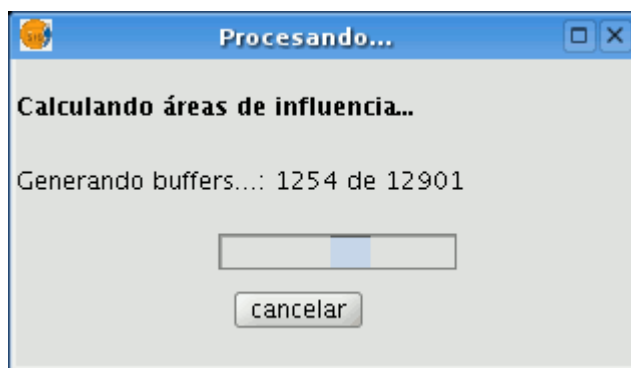 Procesando...
Calculando áreas de influencia...
Generando buffers...: 1254 de 12901
cancelar